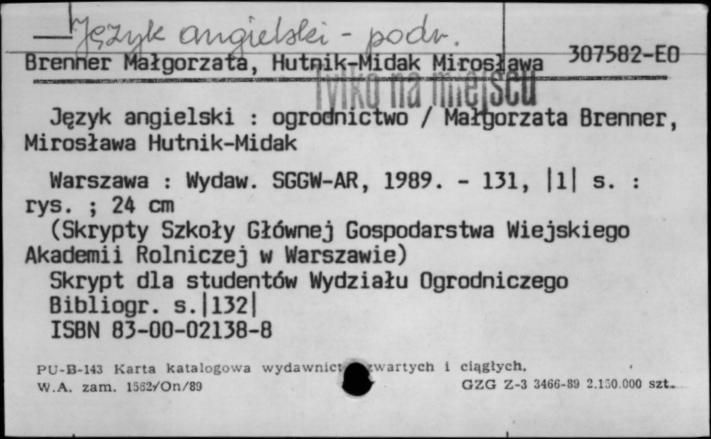 Język angielski - podr.
Brenner Małgorzata, Hutnik-Midak Mirosława 307582-EO
Tylko na miejscu
Język angielski : ogrodnictwo / Małgorzata Brenner,
Mirosława Hutnik-Midak
Warszawa : Wydaw. SGGW-AR, 1989. - 131, |1| s. :
rys. ; 24 cm
(Skrypty Szkoły Głównej Gospodarstwa Wiejskiego
Akademii Rolniczej w Warszawie)
Skrypt dla studentów Wydziału Ogrodniczego
Bibliogr. s.|132|
ISBN 83-00-02138-8
PU-B-143 Karta katalogowa wydawnictw zwartych i ciągłych.
W.A. zam. 1562/On/89 GZG Z-3 3466-89 2.150.000 szt.